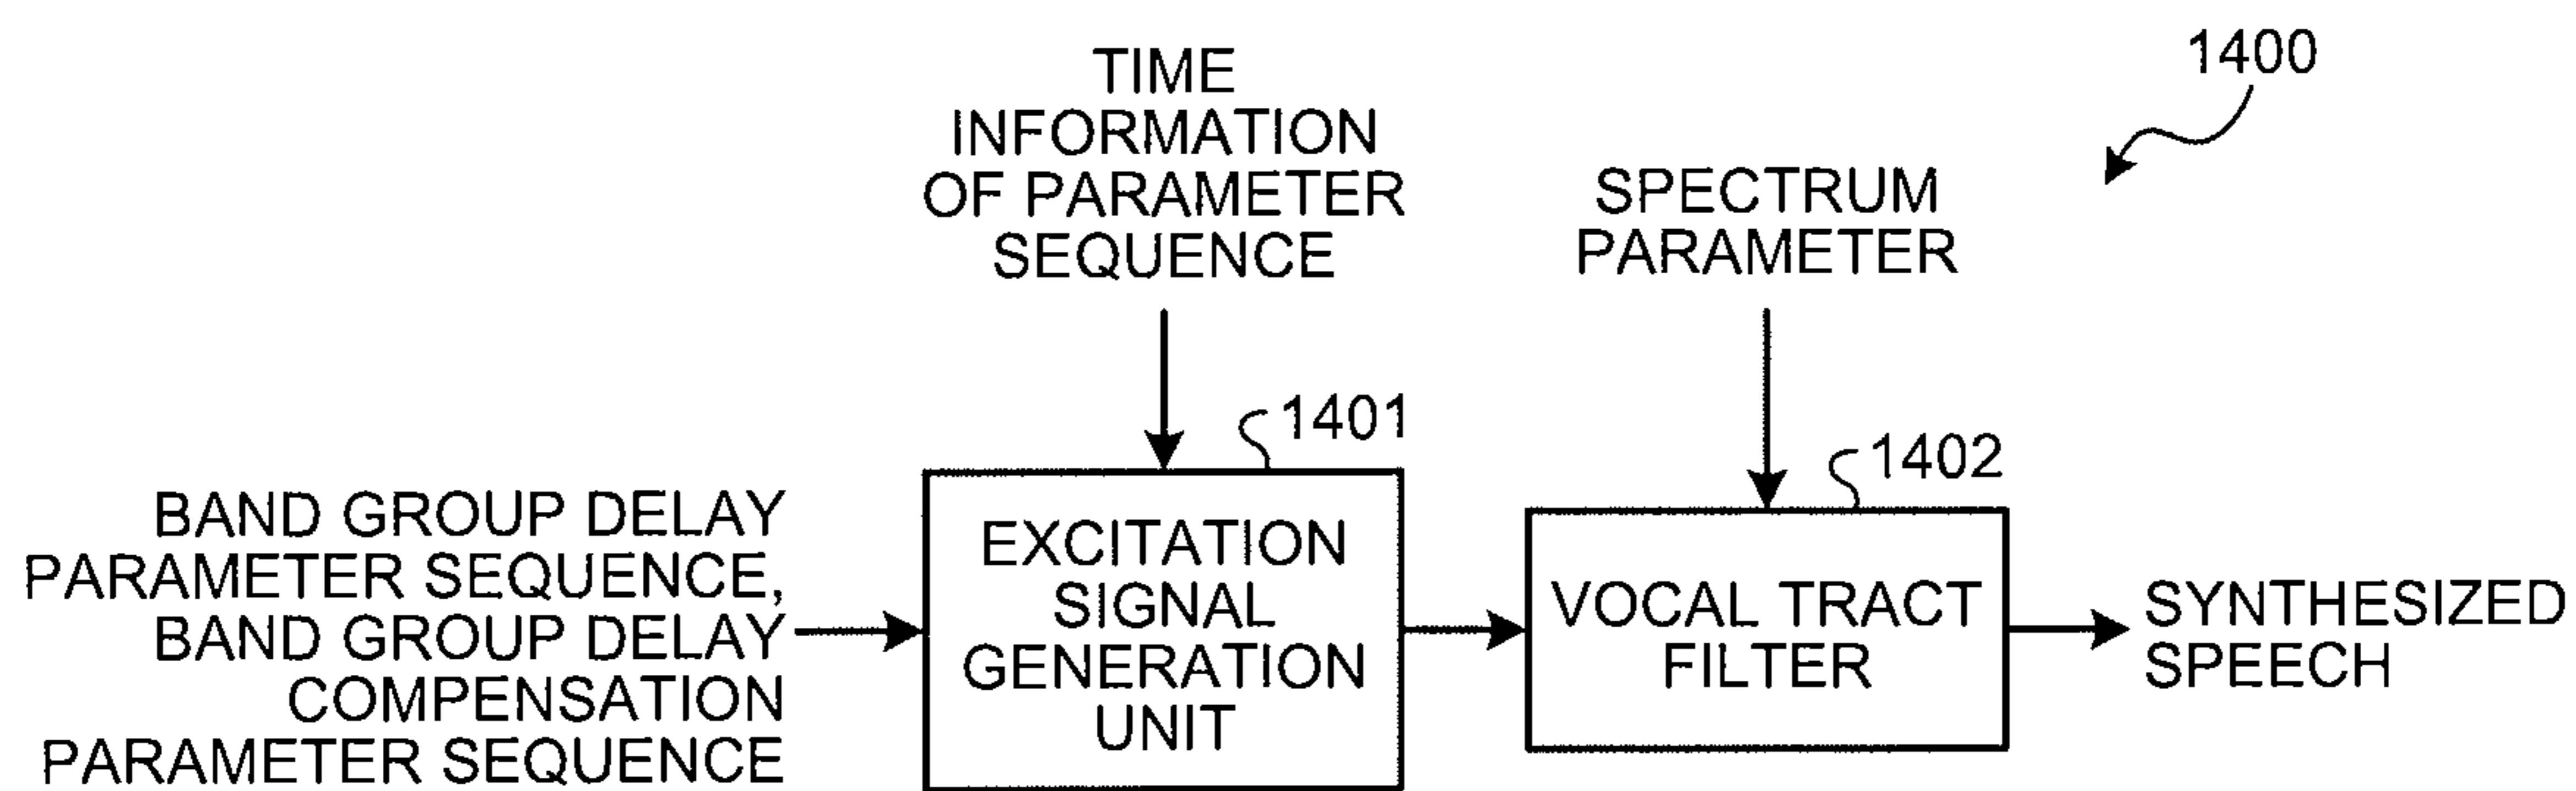 1400
TIME
INFORMATION
OF PARAMETER
SEQUENCE
SPECTRUM
PARAMETER
1401
1402
BAND GROUP DELAY
PARAMETER SEQUENCE,
BAND GROUP DELAY
COMPENSATION
PARAMETER SEQUENCE
EXCITATION
SIGNAL
GENERATION
UNIT
VOCAL TRACT
FILTER
SYNTHESIZED
SPEECH